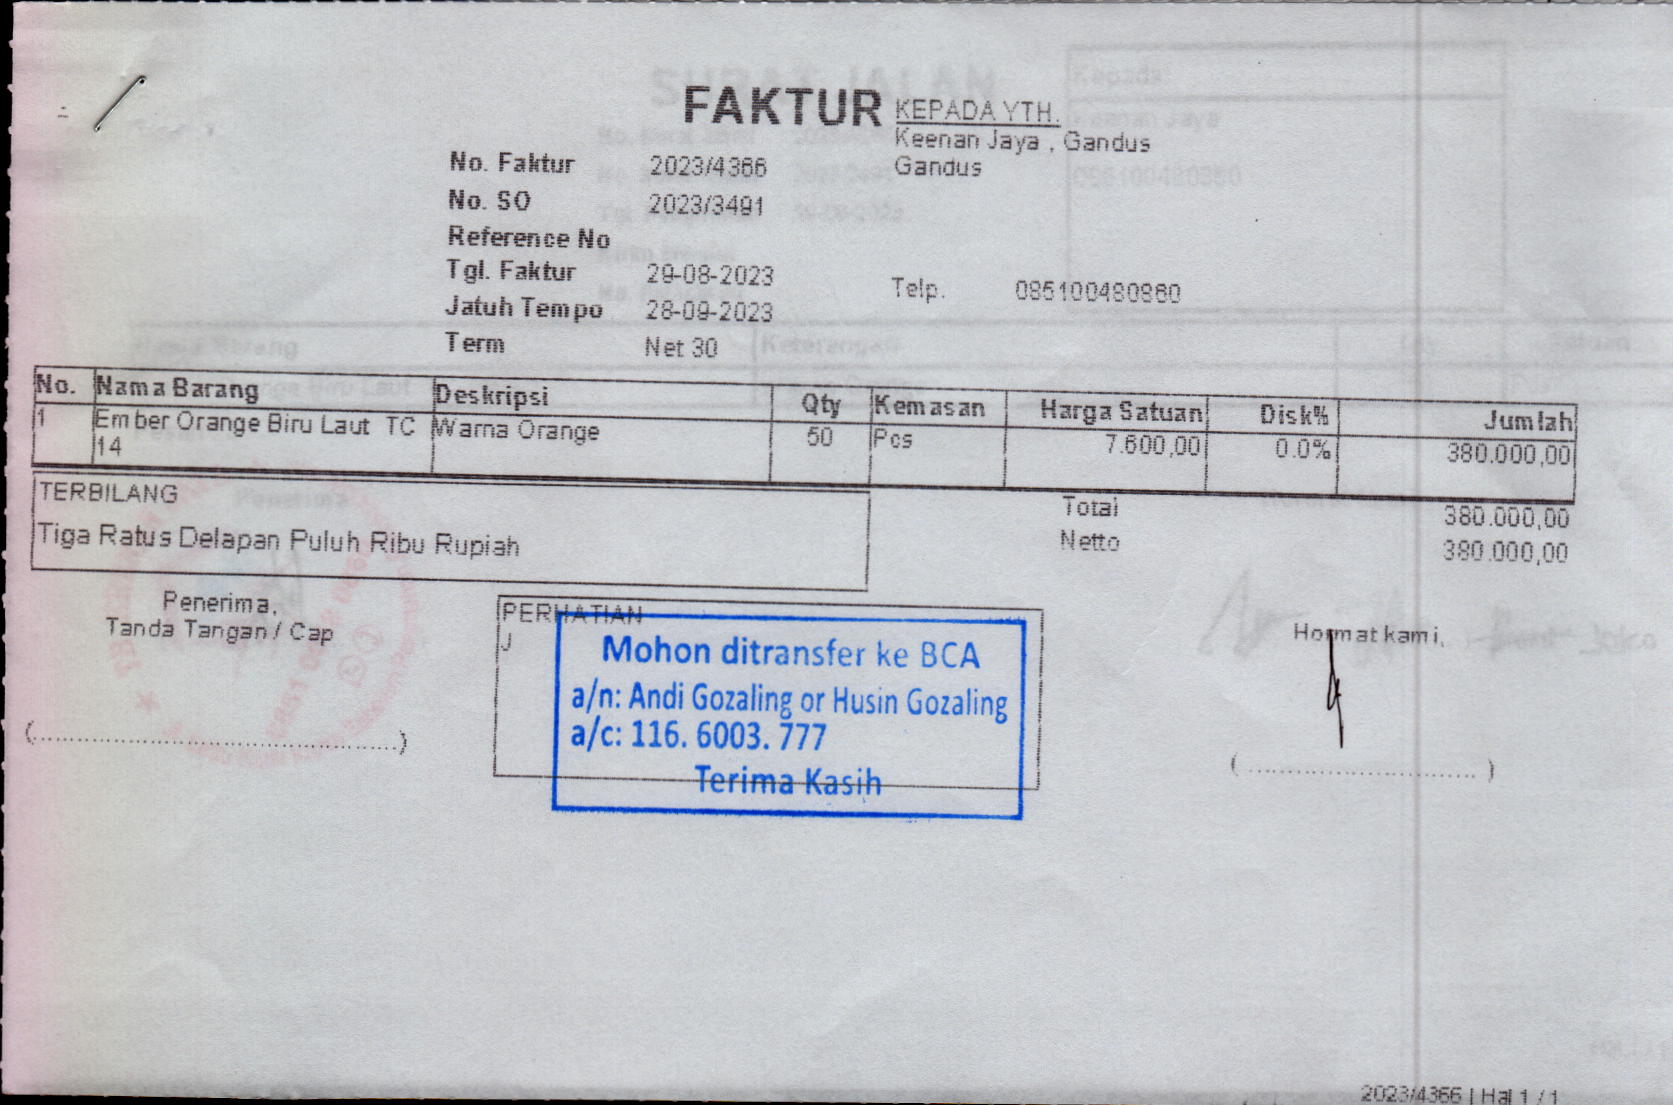 FAKTUR
KEPADA YTH.
Keenan Jaya , Gandus
Gandus
No. Faktur 2023/4366
No. SO 2023/3491
Reference No
Tgl. Faktur 29-08-2023
Telp. 085100480880
Jatuh Tempo 28-09-2023
Term Net 30
No. Nama Barang Deskripsi Qty Kemasan Harga Satuan Disk% Jumlah
1 Ember Orange Biru Laut TC Warna Orange 50 Pcs 7.600,00 0.0% 380.000,00
14
TERBILANG
Tiga Ratus Delapan Puluh Ribu Rupiah
Total 380.000,00
Netto 380.000,00
Penerima,
Tanda Tangan / Cap
(........................................................)
PERHATIAN
J
Mohon ditransfer ke BCA
a/n: Andi Gozaling or Husin Gozaling
a/c: 116. 6003. 777
Terima Kasih
Hormat kami,
( ................................... )
2023/4366 | Hal 1 / 1